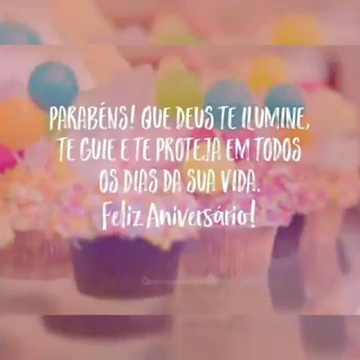 PARABÉNS! QUE DEUS TE ILUMINE,
TE GUIE E TE PROTEJA EM TODOS
OS DIAS DA SUA VIDA.
Feliz Aniversário!